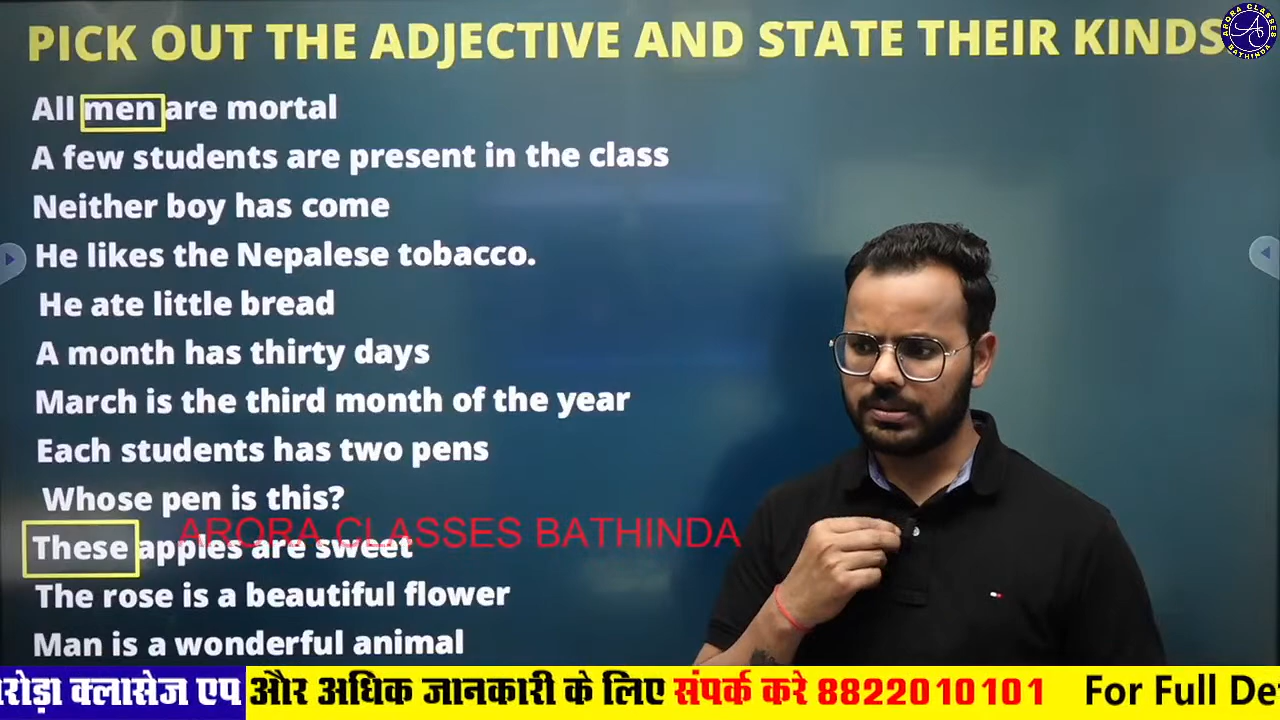 PICK OUT THE ADJECTIVE AND STATE THEIR KINDS
ARORA CLASSES
BATHINDA
All men are mortal
A few students are present in the class
Neither boy has come
He likes the Nepalese tobacco.
He ate little bread
A month has thirty days
March is the third month of the year
Each students has two pens
Whose pen is this?
ARORA CLASSES BATHINDA
These apples are sweet
The rose is a beautiful flower
Man is a wonderful animal
क्लासेज एप और अधिक जानकारी के लिए संपर्क करे 8822010101 For Full